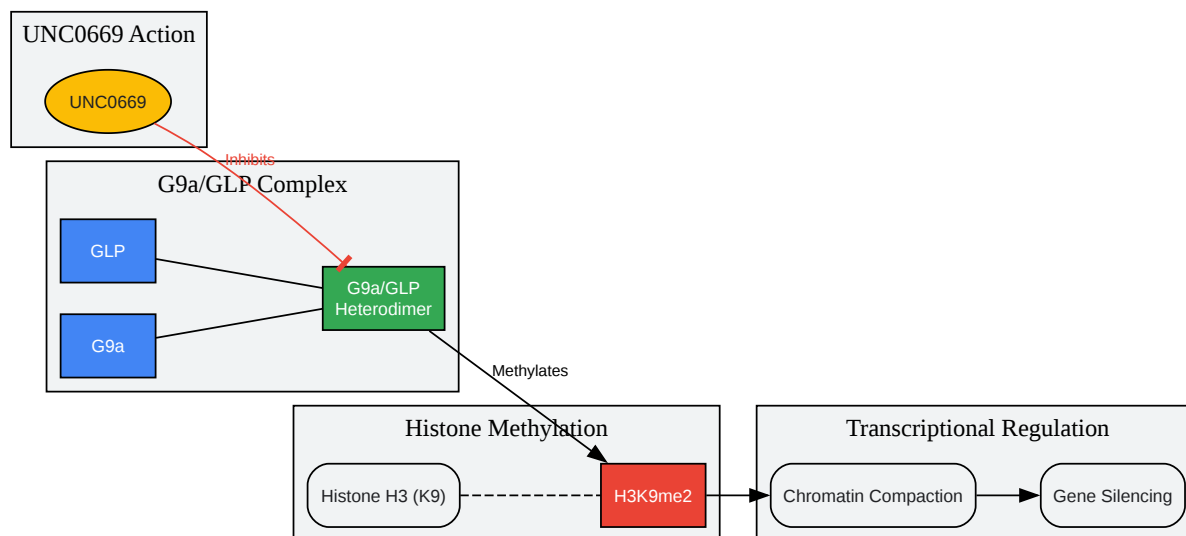 UNC0669 Action
UNC0669
Inhibits
G9a/GLP Complex
GLP
G9a/GLP
Heterodimer
G9a
Methylates
Histone Methylation
Transcriptional Regulation
Histone H3 (K9)
H3K9me2
Chromatin Compaction
Gene Silencing